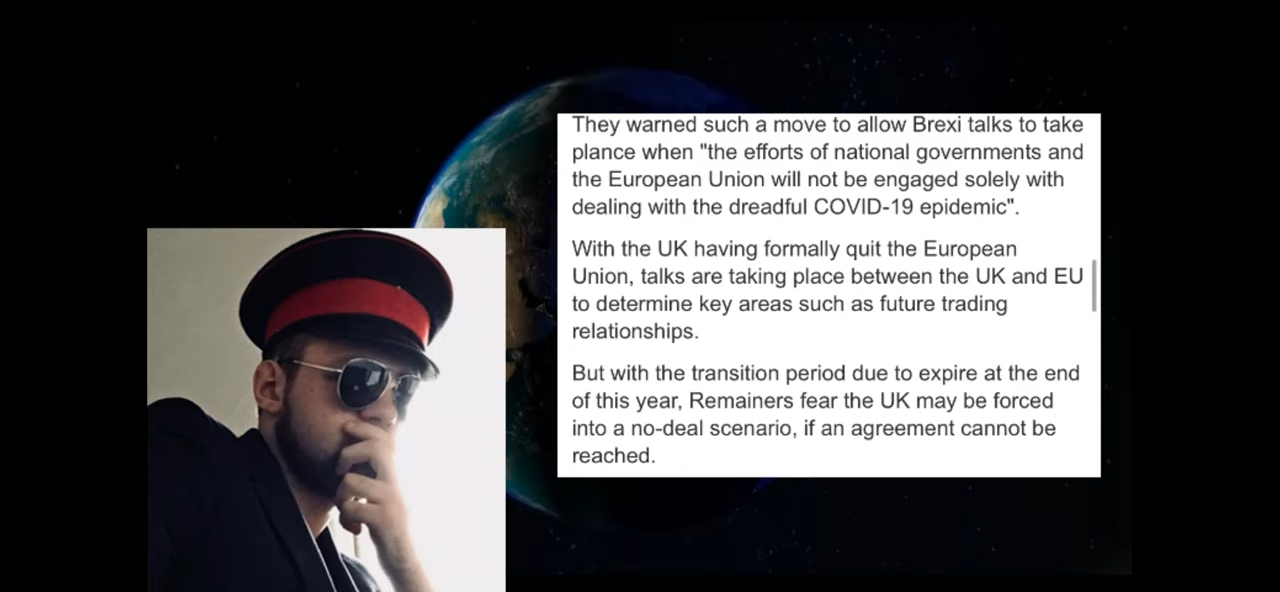 They warned such a move to allow Brexi talks to take
plance when "the efforts of national governments and
the European Union will not be engaged solely with
dealing with the dreadful COVID-19 epidemic".
With the UK having formally quit the European
Union, talks are taking place between the UK and EU
to determine key areas such as future trading
relationships.
But with the transition period due to expire at the end
of this year, Remainers fear the UK may be forced
into a no-deal scenario, if an agreement cannot be
reached.